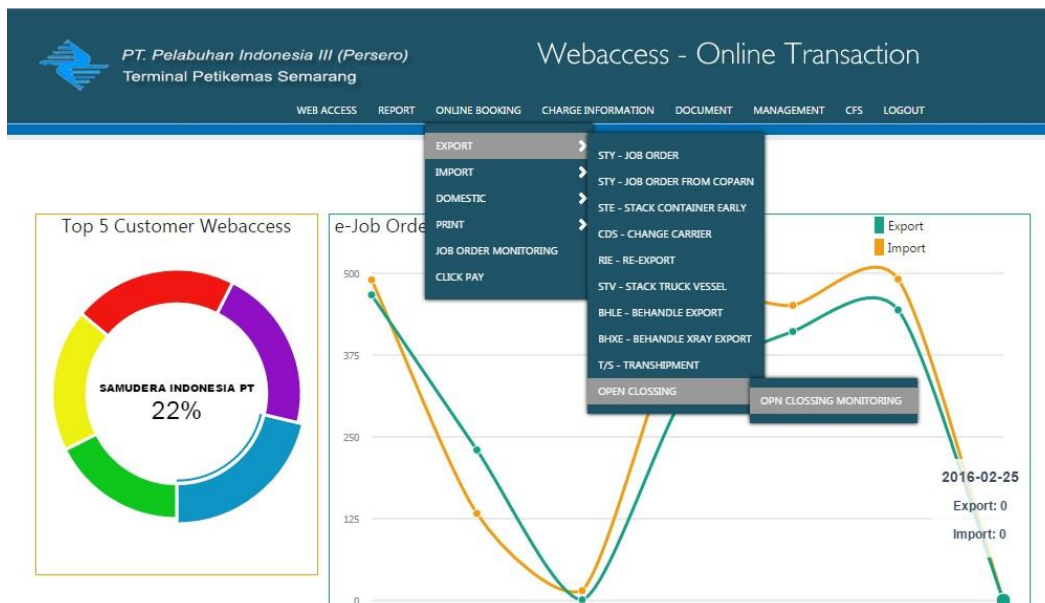 PT. Pelabuhan Indonesia III (Persero)
Terminal Petikemas Semarang
Webaccess - Online Transaction
WEB ACCESS REPORT ONLINE BOOKING CHARGE INFORMATION DOCUMENT MANAGEMENT CFS LOGOUT
EXPORT
IMPORT
DOMESTIC
PRINT
JOB ORDER MONITORING
CLICK PAY
STY - JOB ORDER
STY - JOB ORDER FROM COPARN
STE - STACK CONTAINER EARLY
CDS - CHANGE CARRIER
RIE - RE-EXPORT
STV - STACK TRUCK VESSEL
BHLE - BEHANDLE EXPORT
BHXE - BEHANDLE XRAY EXPORT
T/S - TRANSHIPMENT
OPEN CLOSSING
OPN CLOSSING MONITORING
Top 5 Customer Webaccess
SAMUDERA INDONESIA PT
22%
e-Job Orde
Export
Import
500
375
250
125
0
2016-02-25
Export: 0
Import: 0